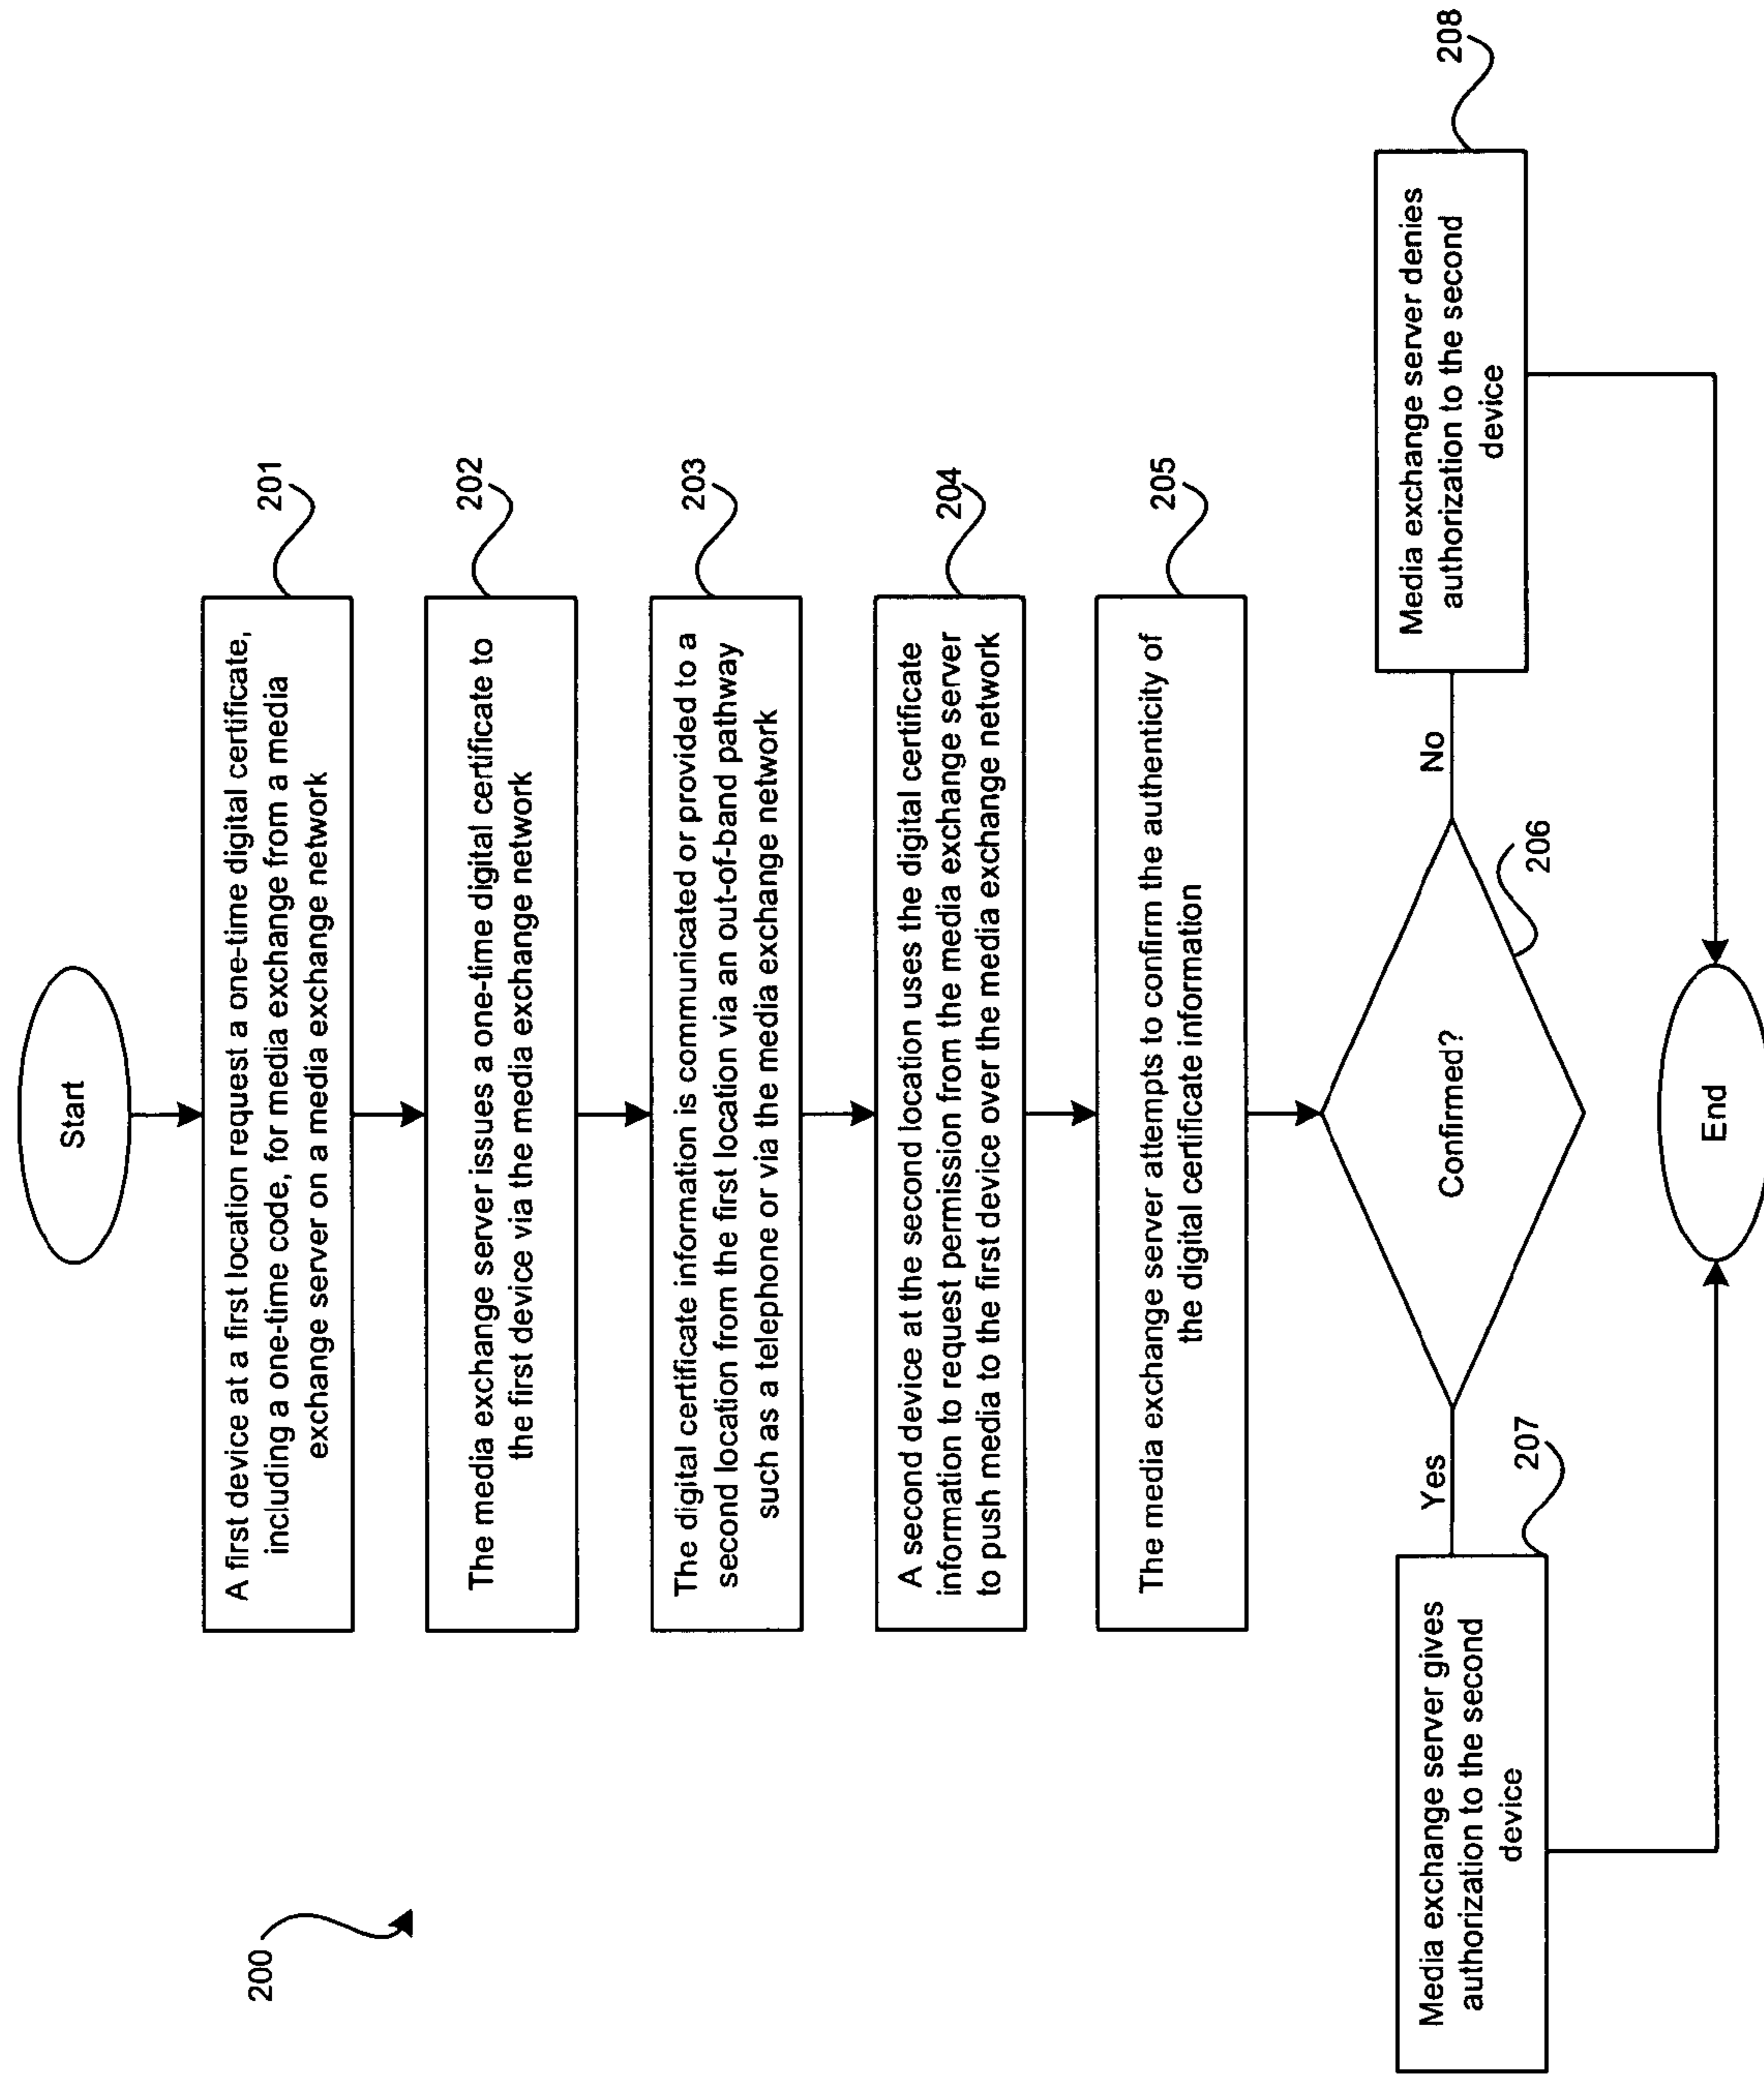 200
Start
A first device at a first location request a one-time digital certificate,
including a one-time code, for media exchange from a media
exchange server on a media exchange network
201
The media exchange server issues a one-time digital certificate to
the first device via the media exchange network
202
The digital certificate information is communicated or provided to a
second location from the first location via an out-of-band pathway
such as a telephone or via the media exchange network
203
A second device at the second location uses the digital certificate
information to request permission from the media exchange server
to push media to the first device over the media exchange network
204
The media exchange server attempts to confirm the authenticity of
the digital certificate information
205
Confirmed?
206
Yes
No
Media exchange server gives
authorization to the second
device
207
Media exchange server denies
authorization to the second
device
208
End